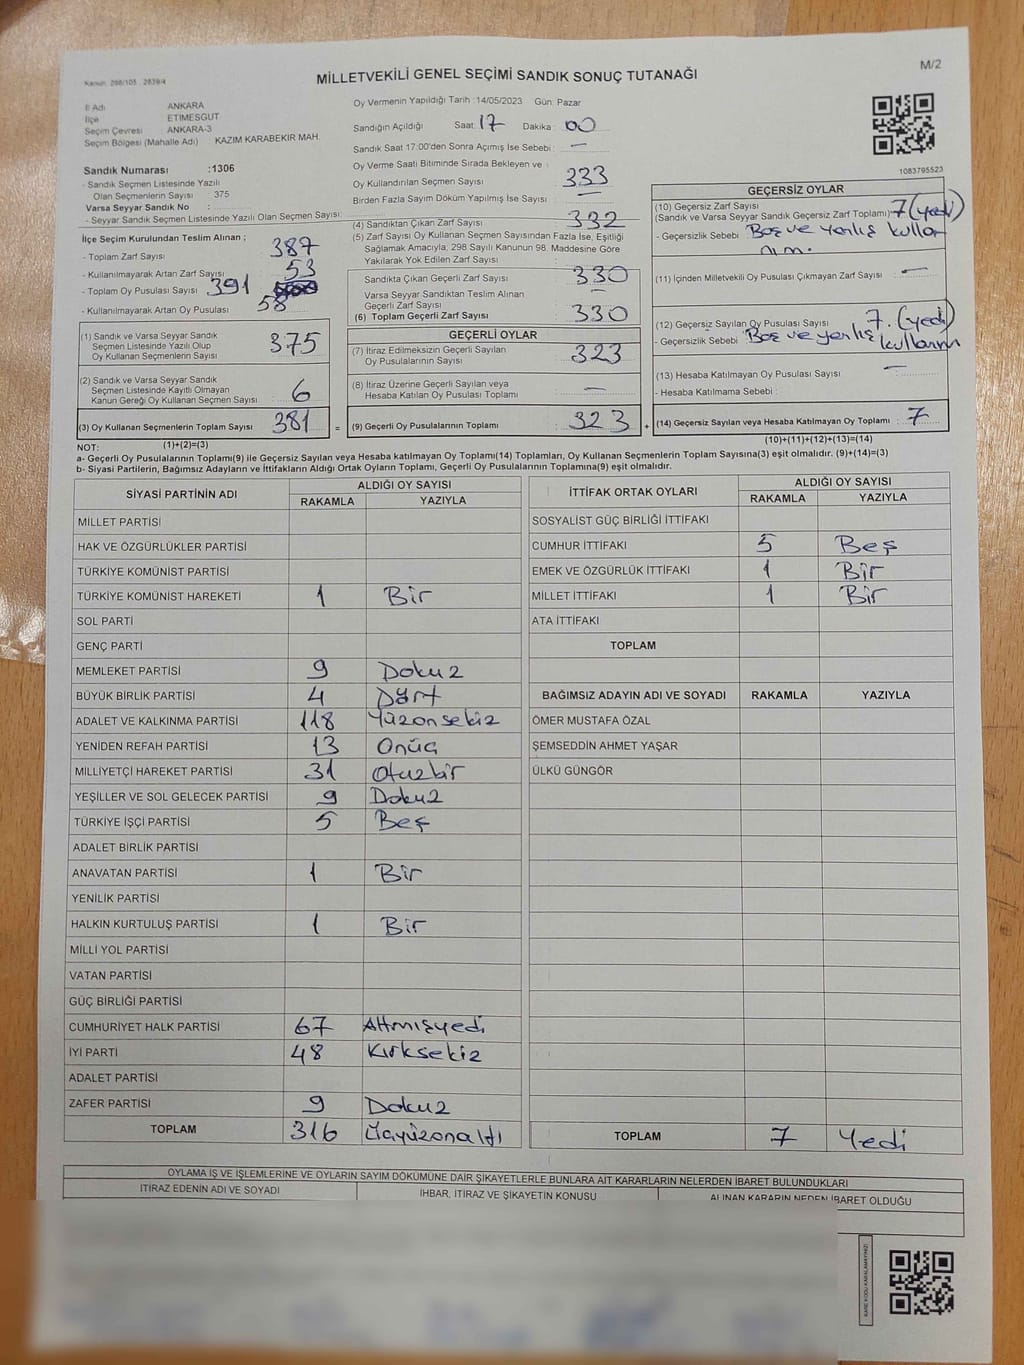 Kanun: 298/105 , 2839/4
M/2
MİLLETVEKİLİ GENEL SEÇİMİ SANDIK SONUÇ TUTANAĞI
İl Adı ANKARA
İlçe ETİMESGUT
Seçim Çevresi ANKARA-3
Seçim Bölgesi (Mahalle Adı) KAZIM KARABEKİR MAH.
Sandık Numarası :1306
- Sandık Seçmen Listesinde Yazılı
Olan Seçmenlerin Sayısı 375
Varsa Seyyar Sandık No :
- Seyyar Sandık Seçmen Listesinde Yazılı Olan Seçmen Sayısı:
İlçe Seçim Kurulundan Teslim Alınan ;
- Toplam Zarf Sayısı 387
- Kullanılmayarak Artan Zarf Sayısı 53
- Toplam Oy Pusulası Sayısı 391
- Kullanılmayarak Artan Oy Pusulası 58
(1) Sandık ve Varsa Seyyar Sandık
Seçmen Listesinde Yazılı Olup
Oy Kullanan Seçmenlerin Sayısı 375
(2) Sandık ve Varsa Seyyar Sandık
Seçmen Listesinde Kayıtlı Olmayan
Kanun Gereği Oy Kullanan Seçmen Sayısı 6
(3) Oy Kullanan Seçmenlerin Toplam Sayısı 381 =
Oy Vermenin Yapıldığı Tarih :14/05/2023 Gün: Pazar
Sandığın Açıldığı Saat: 17 Dakika : 00
Sandık Saat 17:00'den Sonra Açımış İse Sebebi : —
Oy Verme Saati Bitiminde Sırada Bekleyen ve :
Oy Kullandırılan Seçmen Sayısı 333
Birden Fazla Sayım Döküm Yapılmış İse Sebebi : —
(4) Sandıktan Çıkan Zarf Sayısı 332
(5) Zarf Sayısı Oy Kullanan Seçmen Sayısından Fazla İse, Eşitliği
Sağlamak Amacıyla, 298 Sayılı Kanunun 98. Maddesine Göre
Yakılarak Yok Edilen Zarf Sayısı :
Sandıkta Çıkan Geçerli Zarf Sayısı 330
Varsa Seyyar Sandıktan Teslim Alınan
Geçerli Zarf Sayısı : —
(6) Toplam Geçerli Zarf Sayısı 330
GEÇERLİ OYLAR
(7) İtiraz Edilmeksizin Geçerli Sayılan
Oy Pusulalarının Sayısı 323
(8) İtiraz Üzerine Geçerli Sayılan veya
Hesaba Katılan Oy Pusulası Toplamı —
(9) Geçerli Oy Pusulalarının Toplamı : 323 +
1083795523
GEÇERSİZ OYLAR
(10) Geçersiz Zarf Sayısı
(Sandık ve Varsa Seyyar Sandık Geçersiz Zarf Toplamı) 7 (yedi)
- Geçersizlik Sebebi Boş ve yanlış kullan
ım.
(11) İçinden Milletvekili Oy Pusulası Çıkmayan Zarf Sayısı : —
(12) Geçersiz Sayılan Oy Pusulası Sayısı 7. (yedi)
- Geçersizlik Sebebi Boş ve yanlış kullanım
(13) Hesaba Katılmayan Oy Pusulası Sayısı : —
- Hesaba Katılmama Sebebi :
(14) Geçersiz Sayılan veya Hesaba Katılmayan Oy Toplamı : 7
NOT: (1)+(2)=(3)
(10)+(11)+(12)+(13)=(14)
a- Geçerli Oy Pusulalarının Toplamı(9) ile Geçersiz Sayılan veya Hesaba katılmayan Oy Toplamı(14) Toplamları, Oy Kullanan Seçmenlerin Toplam Sayısına(3) eşit olmalıdır. (9)+(14)=(3)
b- Siyasi Partilerin, Bağımsız Adayların ve İttifakların Aldığı Ortak Oyların Toplamı, Geçerli Oy Pusulalarının Toplamına(9) eşit olmalıdır.
SİYASİ PARTİNİN ADI ALDIĞI OY SAYISI
RAKAMLA YAZIYLA
MİLLET PARTİSİ
HAK VE ÖZGÜRLÜKLER PARTİSİ
TÜRKİYE KOMÜNİST PARTİSİ
TÜRKİYE KOMÜNİST HAREKETİ 1 Bir
SOL PARTİ
GENÇ PARTİ
MEMLEKET PARTİSİ 9 Dokuz
BÜYÜK BİRLİK PARTİSİ 4 Dört
ADALET VE KALKINMA PARTİSİ 118 Yüzonsekiz
YENİDEN REFAH PARTİSİ 13 Onüç
MİLLİYETÇİ HAREKET PARTİSİ 31 Otuzbir
YEŞİLLER VE SOL GELECEK PARTİSİ 9 Dokuz
TÜRKİYE İŞÇİ PARTİSİ 5 Beş
ADALET BİRLİK PARTİSİ
ANAVATAN PARTİSİ 1 Bir
YENİLİK PARTİSİ
HALKIN KURTULUŞ PARTİSİ 1 Bir
MİLLİ YOL PARTİSİ
VATAN PARTİSİ
GÜÇ BİRLİĞİ PARTİSİ
CUMHURİYET HALK PARTİSİ 67 Altmışyedi
İYİ PARTİ 48 Kırksekiz
ADALET PARTİSİ
ZAFER PARTİSİ 9 Dokuz
TOPLAM 316 Üçyüzonaltı
İTTİFAK ORTAK OYLARI ALDIĞI OY SAYISI
RAKAMLA YAZIYLA
SOSYALİST GÜÇ BİRLİĞİ İTTİFAKI
CUMHUR İTTİFAKI 5 Beş
EMEK VE ÖZGÜRLÜK İTTİFAKI 1 Bir
MİLLET İTTİFAKI 1 Bir
ATA İTTİFAKI
TOPLAM
BAĞIMSIZ ADAYIN ADI VE SOYADI RAKAMLA YAZIYLA
ÖMER MUSTAFA ÖZAL
ŞEMSEDDİN AHMET YAŞAR
ÜLKÜ GÜNGÖR
TOPLAM 7 Yedi
OYLAMA İŞ VE İŞLEMLERİNE VE OYLARIN SAYIM DÖKÜMÜNE DAİR ŞİKAYETLERLE BUNLARA AİT KARARLARIN NELERDEN İBARET BULUNDUKLARI
İTİRAZ EDENİN ADI VE SOYADI İHBAR, İTİRAZ VE ŞİKAYETİN KONUSU ALINAN KARARIN NEDEN İBARET OLDUĞU
KARE KODU KARALAMAYINIZ!